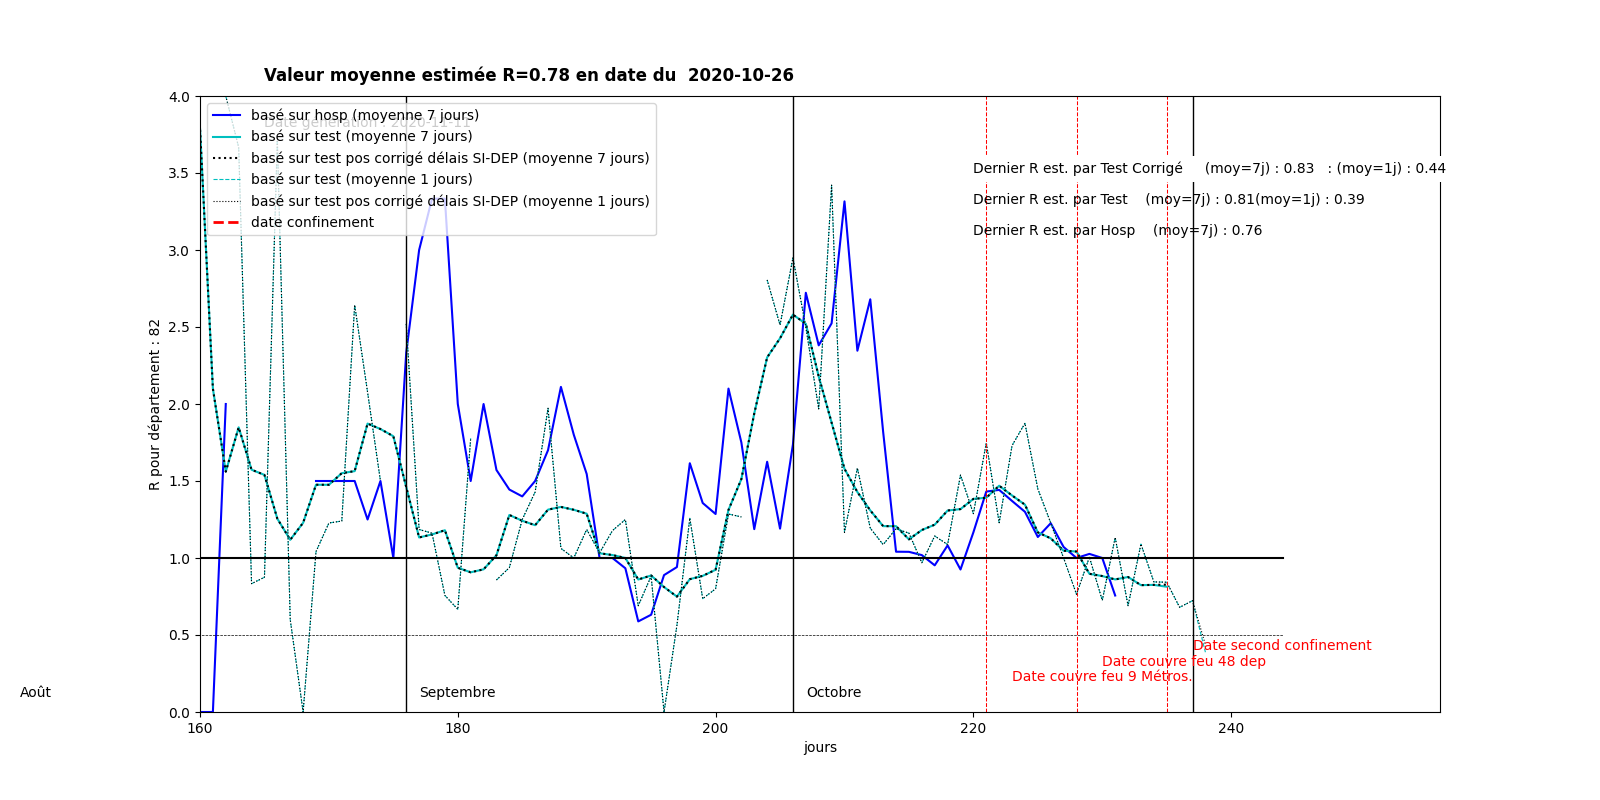 Valeur moyenne estimée R=0.78 en date du  2020-10-26
Date génération : 2020-11-11
basé sur hosp (moyenne 7 jours)
basé sur test (moyenne 7 jours)
basé sur test pos corrigé délais SI-DEP (moyenne 7 jours)
basé sur test (moyenne 1 jours)
basé sur test pos corrigé délais SI-DEP (moyenne 1 jours)
date confinement
Dernier R est. par Test Corrigé (moy=7j) : 0.83 : (moy=1j) : 0.44
Dernier R est. par Test (moy=7j) : 0.81(moy=1j) : 0.39
Dernier R est. par Hosp (moy=7j) : 0.76
4.0
3.5
3.0
2.5
2.0
1.5
1.0
0.5
0.0
R pour département : 82
Date second confinement
Date couvre feu 48 dep
Date couvre feu 9 Métros.
Août
Septembre
Octobre
160
180
200
220
240
jours